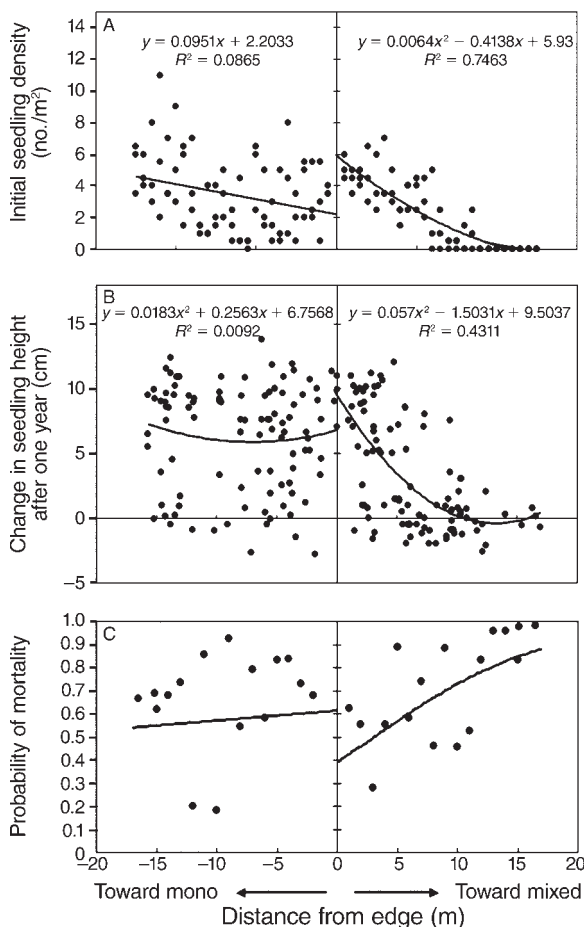 A
y = 0.0951x + 2.2033
R² = 0.0865
y = 0.0064x² − 0.4138x + 5.93
R² = 0.7463
Initial seedling density
(no./m²)
14
12
10
8
6
4
2
0
B
y = 0.0183x² + 0.2563x + 6.7568
R² = 0.0092
y = 0.057x² − 1.5031x + 9.5037
R² = 0.4311
Change in seedling height
after one year (cm)
15
10
5
0
−5
C
Probability of mortality
1.0
0.9
0.8
0.7
0.6
0.5
0.4
0.3
0.2
0.1
0
−20 −15 −10 −5 0 5 10 15 20
Toward mono Toward mixed
Distance from edge (m)